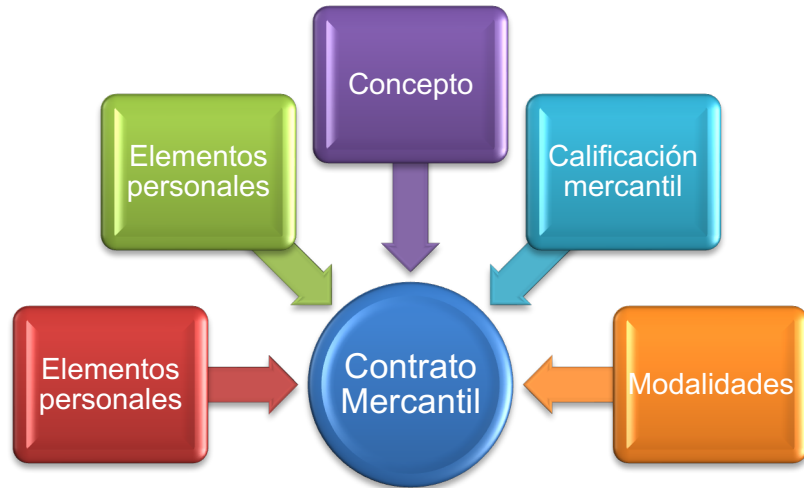 Concepto
Elementos
personales
Calificación
mercantil
Elementos
personales
Contrato
Mercantil
Modalidades